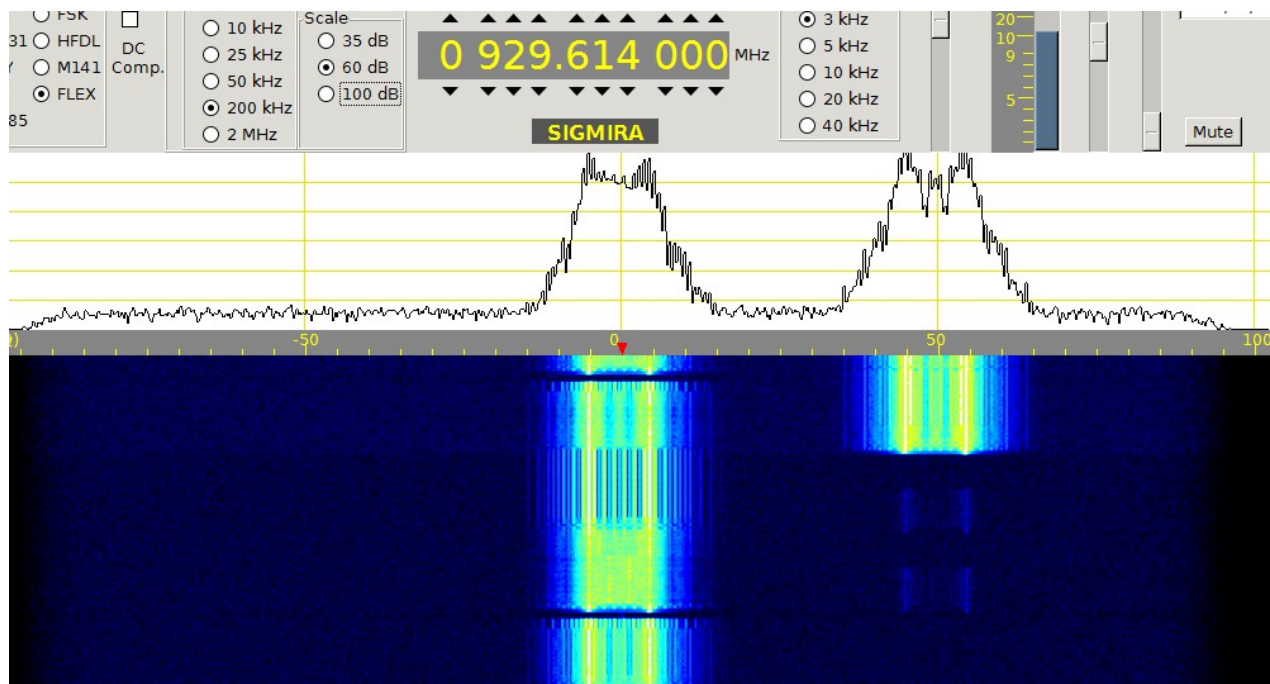 FSK
31 HFDL
M141
FLEX
85
DC
Comp.
10 kHz
25 kHz
50 kHz
200 kHz
2 MHz
Scale
35 dB
60 dB
100 dB
0 929.614 000 MHz
SIGMIRA
3 kHz
5 kHz
10 kHz
20 kHz
40 kHz
20
10
9
5
Mute
-50 0 50 100